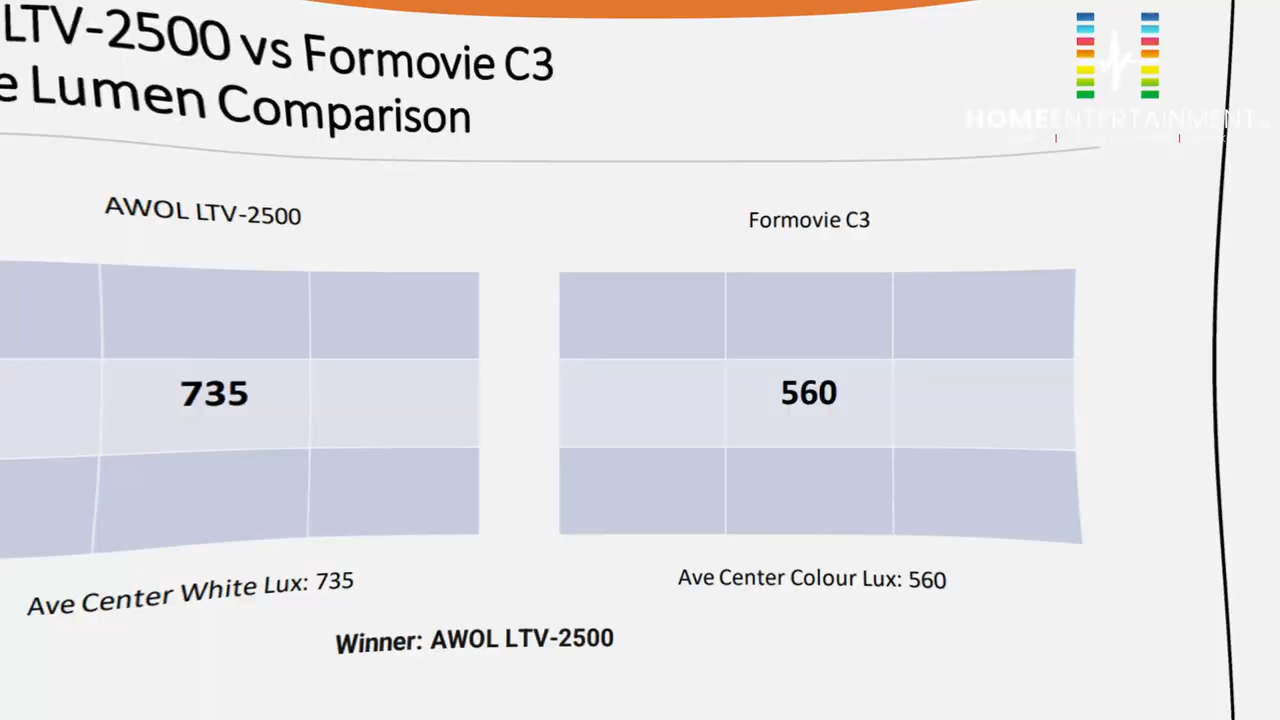 LTV-2500 vs Formovie C3
e Lumen Comparison
HOMEENTERTAINMENT
AWOL LTV-2500
Formovie C3
735
560
Ave Center White Lux: 735
Ave Center Colour Lux: 560
Winner: AWOL LTV-2500